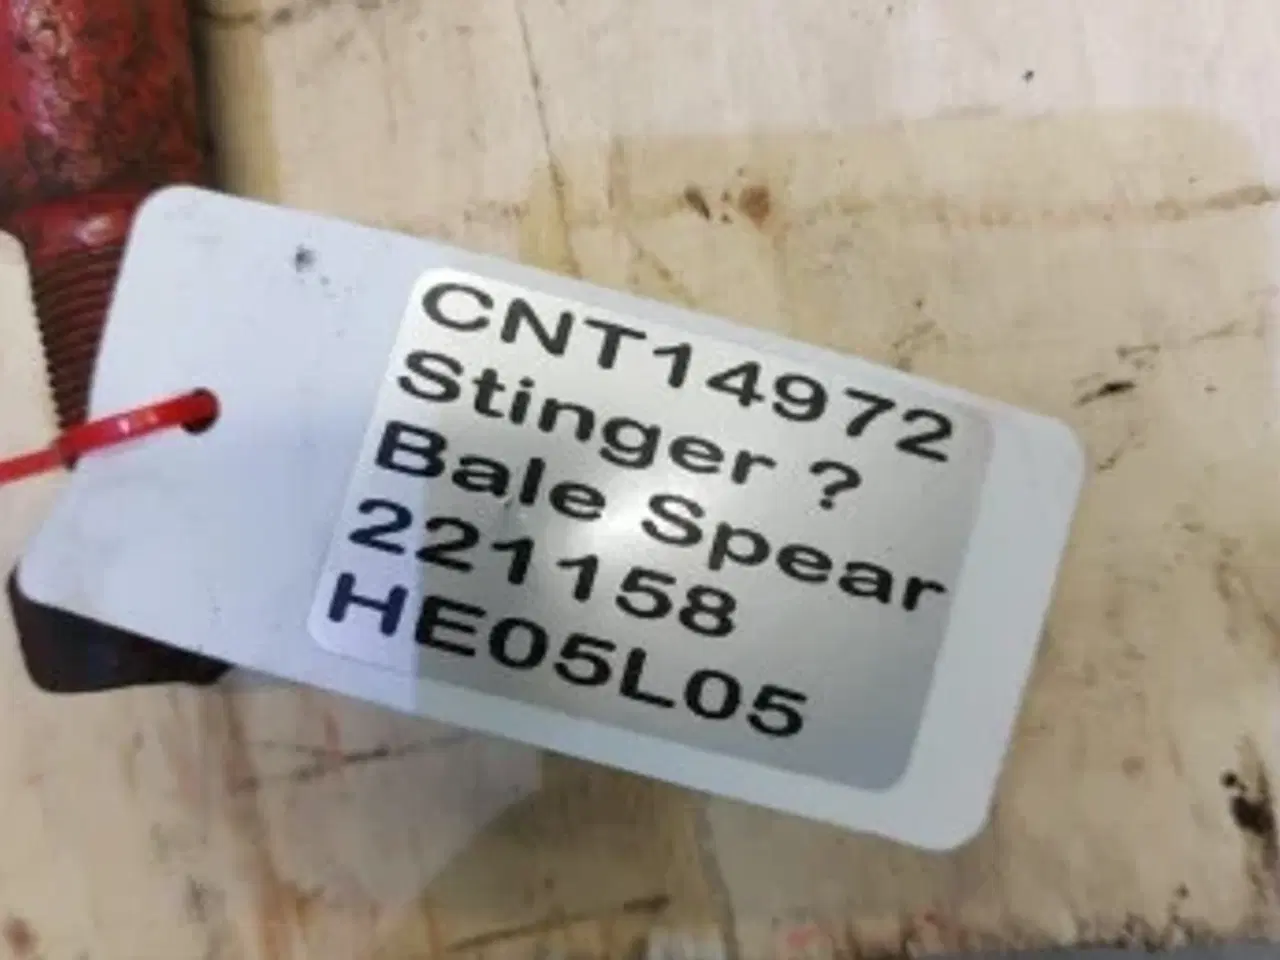 CNT14972
Stinger ?
Bale Spear
221158
HE05L05